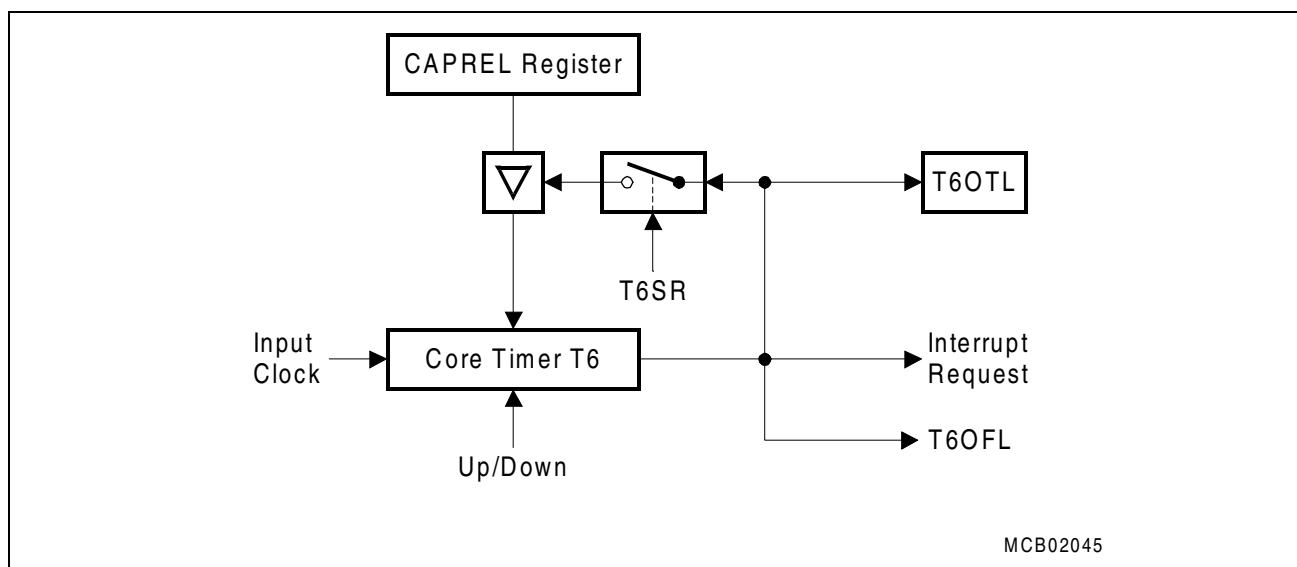 CAPREL Register
T6OTL
T6SR
Input
Clock
Core Timer T6
Interrupt
Request
T6OFL
Up/Down
MCB02045